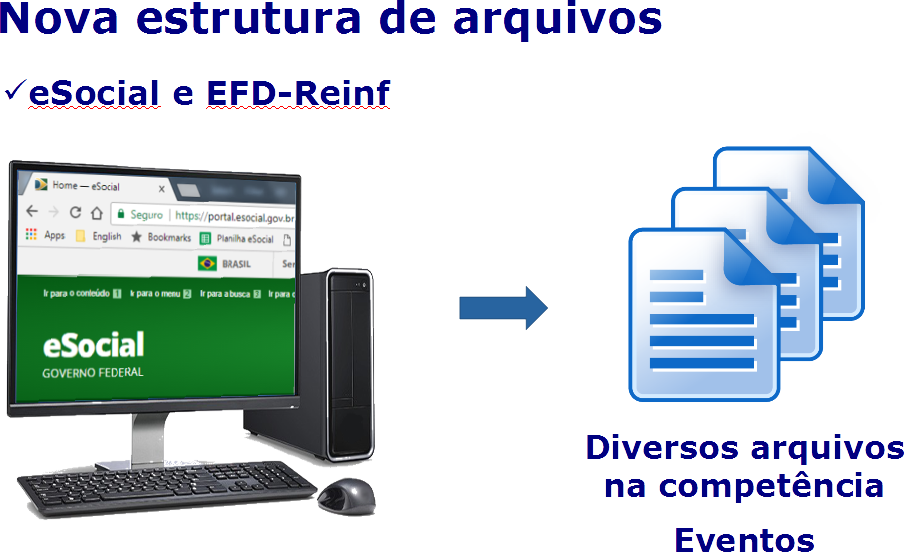 Nova estrutura de arquivos
✓eSocial e EFD-Reinf
Home — eSocial x
Seguro | https://portal.esocial.gov.br
Apps English Bookmarks Planilha eSocial
BRASIL
Ir para o conteúdo 1 Ir para o menu 2 Ir para a busca 3 Ir para
eSocial
GOVERNO FEDERAL
Diversos arquivos
na competência
Eventos